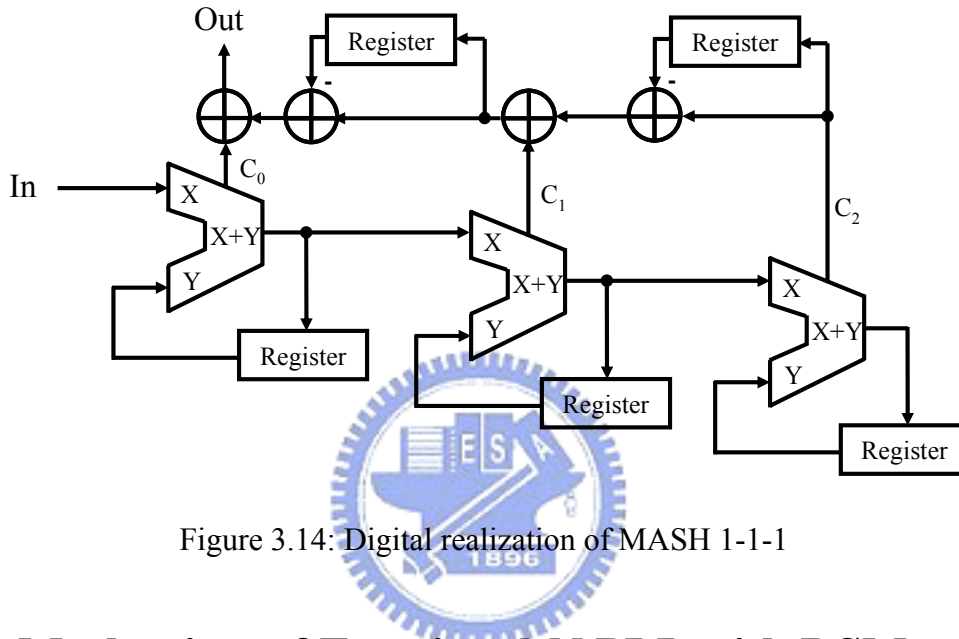 Out
Register
Register
-
-
In
C0
C1
C2
X
X+Y
Y
Register
X
X+Y
Y
Register
X
X+Y
Y
Register
E S A
1896
Figure 3.14: Digital realization of MASH 1-1-1